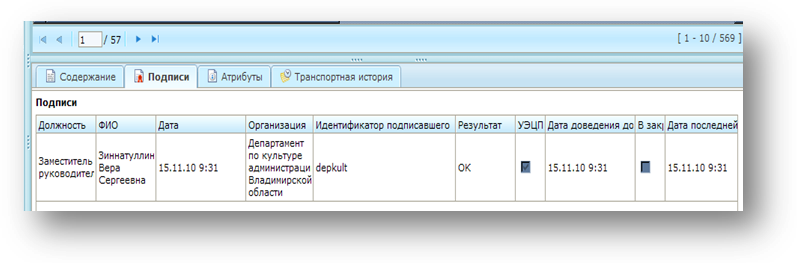 1 / 57 [ 1 - 10 / 569 ]
Содержание Подписи Атрибуты Транспортная история
Подписи
Должность ФИО Дата Организация Идентификатор подписавшего Результат УЭЦП Дата доведения до В зак Дата последней
Заместитель руководител
Зиннатуллин Вера Сергеевна
15.11.10 9:31
Департамент по культуре администраци Владимирской области
depkult
OK
15.11.10 9:31
15.11.10 9:31